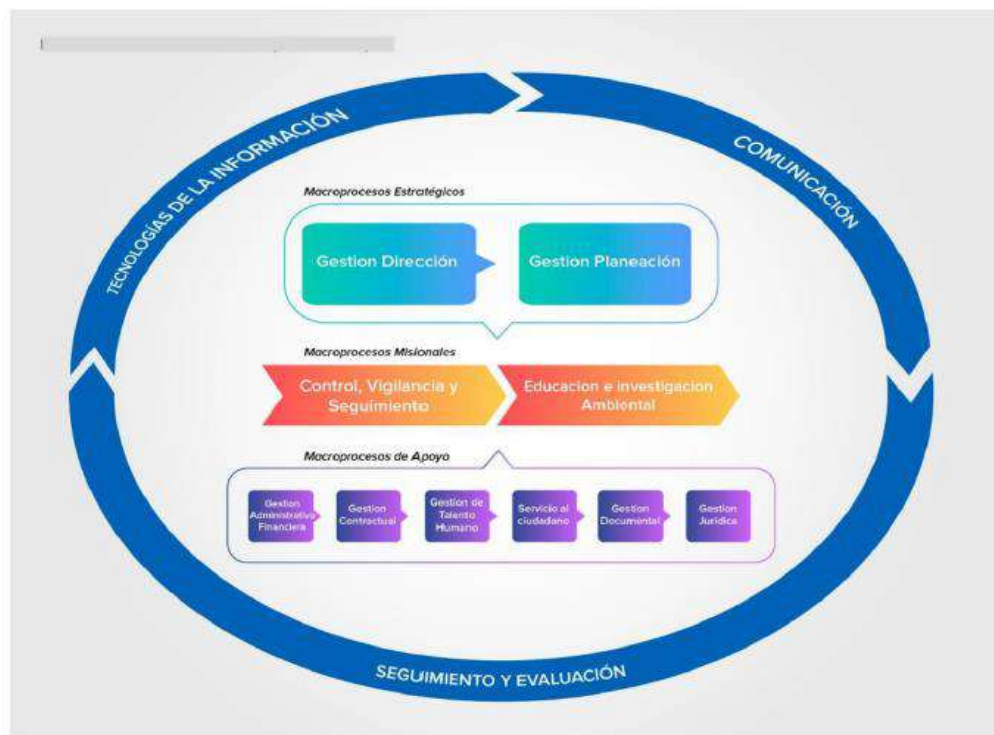 TECNOLOGÍAS DE LA INFORMACIÓN
COMUNICACIÓN
Macroprocesos Estratégicos
Gestion Dirección
Gestion Planeación
Macroprocesos Misionales
Control, Vigilancia y
Seguimiento
Educacion e investigacion
Ambiental
Macroprocesos de Apoyo
Gestion
Administrativa
Financiera
Gestion
Contractual
Gestion de
Talento
Humano
Servicio al
ciudadano
Gestion
Documental
Gestion
Juridica
SEGUIMIENTO Y EVALUACIÓN